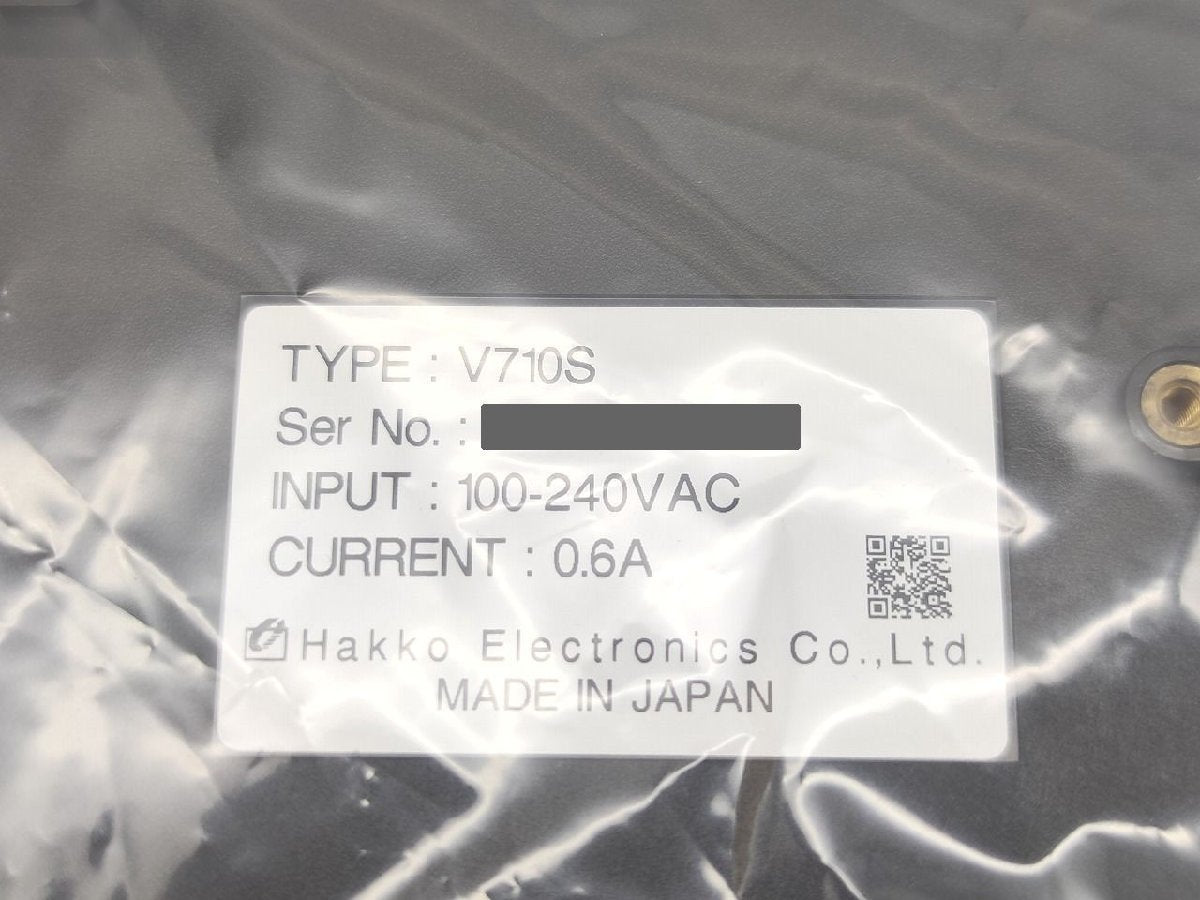 TYPE : V710S
Ser No. :
INPUT : 100-240VAC
CURRENT : 0.6A
Hakko Electronics Co.,Ltd.
MADE IN JAPAN